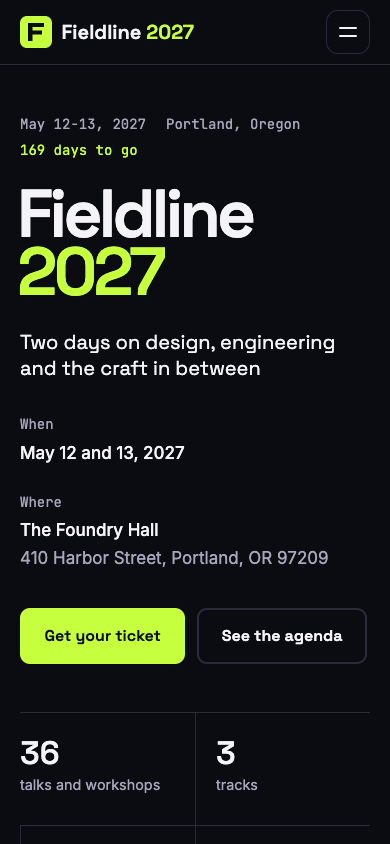 F Fieldline 2027
May 12-13, 2027 Portland, Oregon
169 days to go
Fieldline
2027
Two days on design, engineering
and the craft in between
When
May 12 and 13, 2027
Where
The Foundry Hall
410 Harbor Street, Portland, OR 97209
Get your ticket See the agenda
36 3
talks and workshops tracks